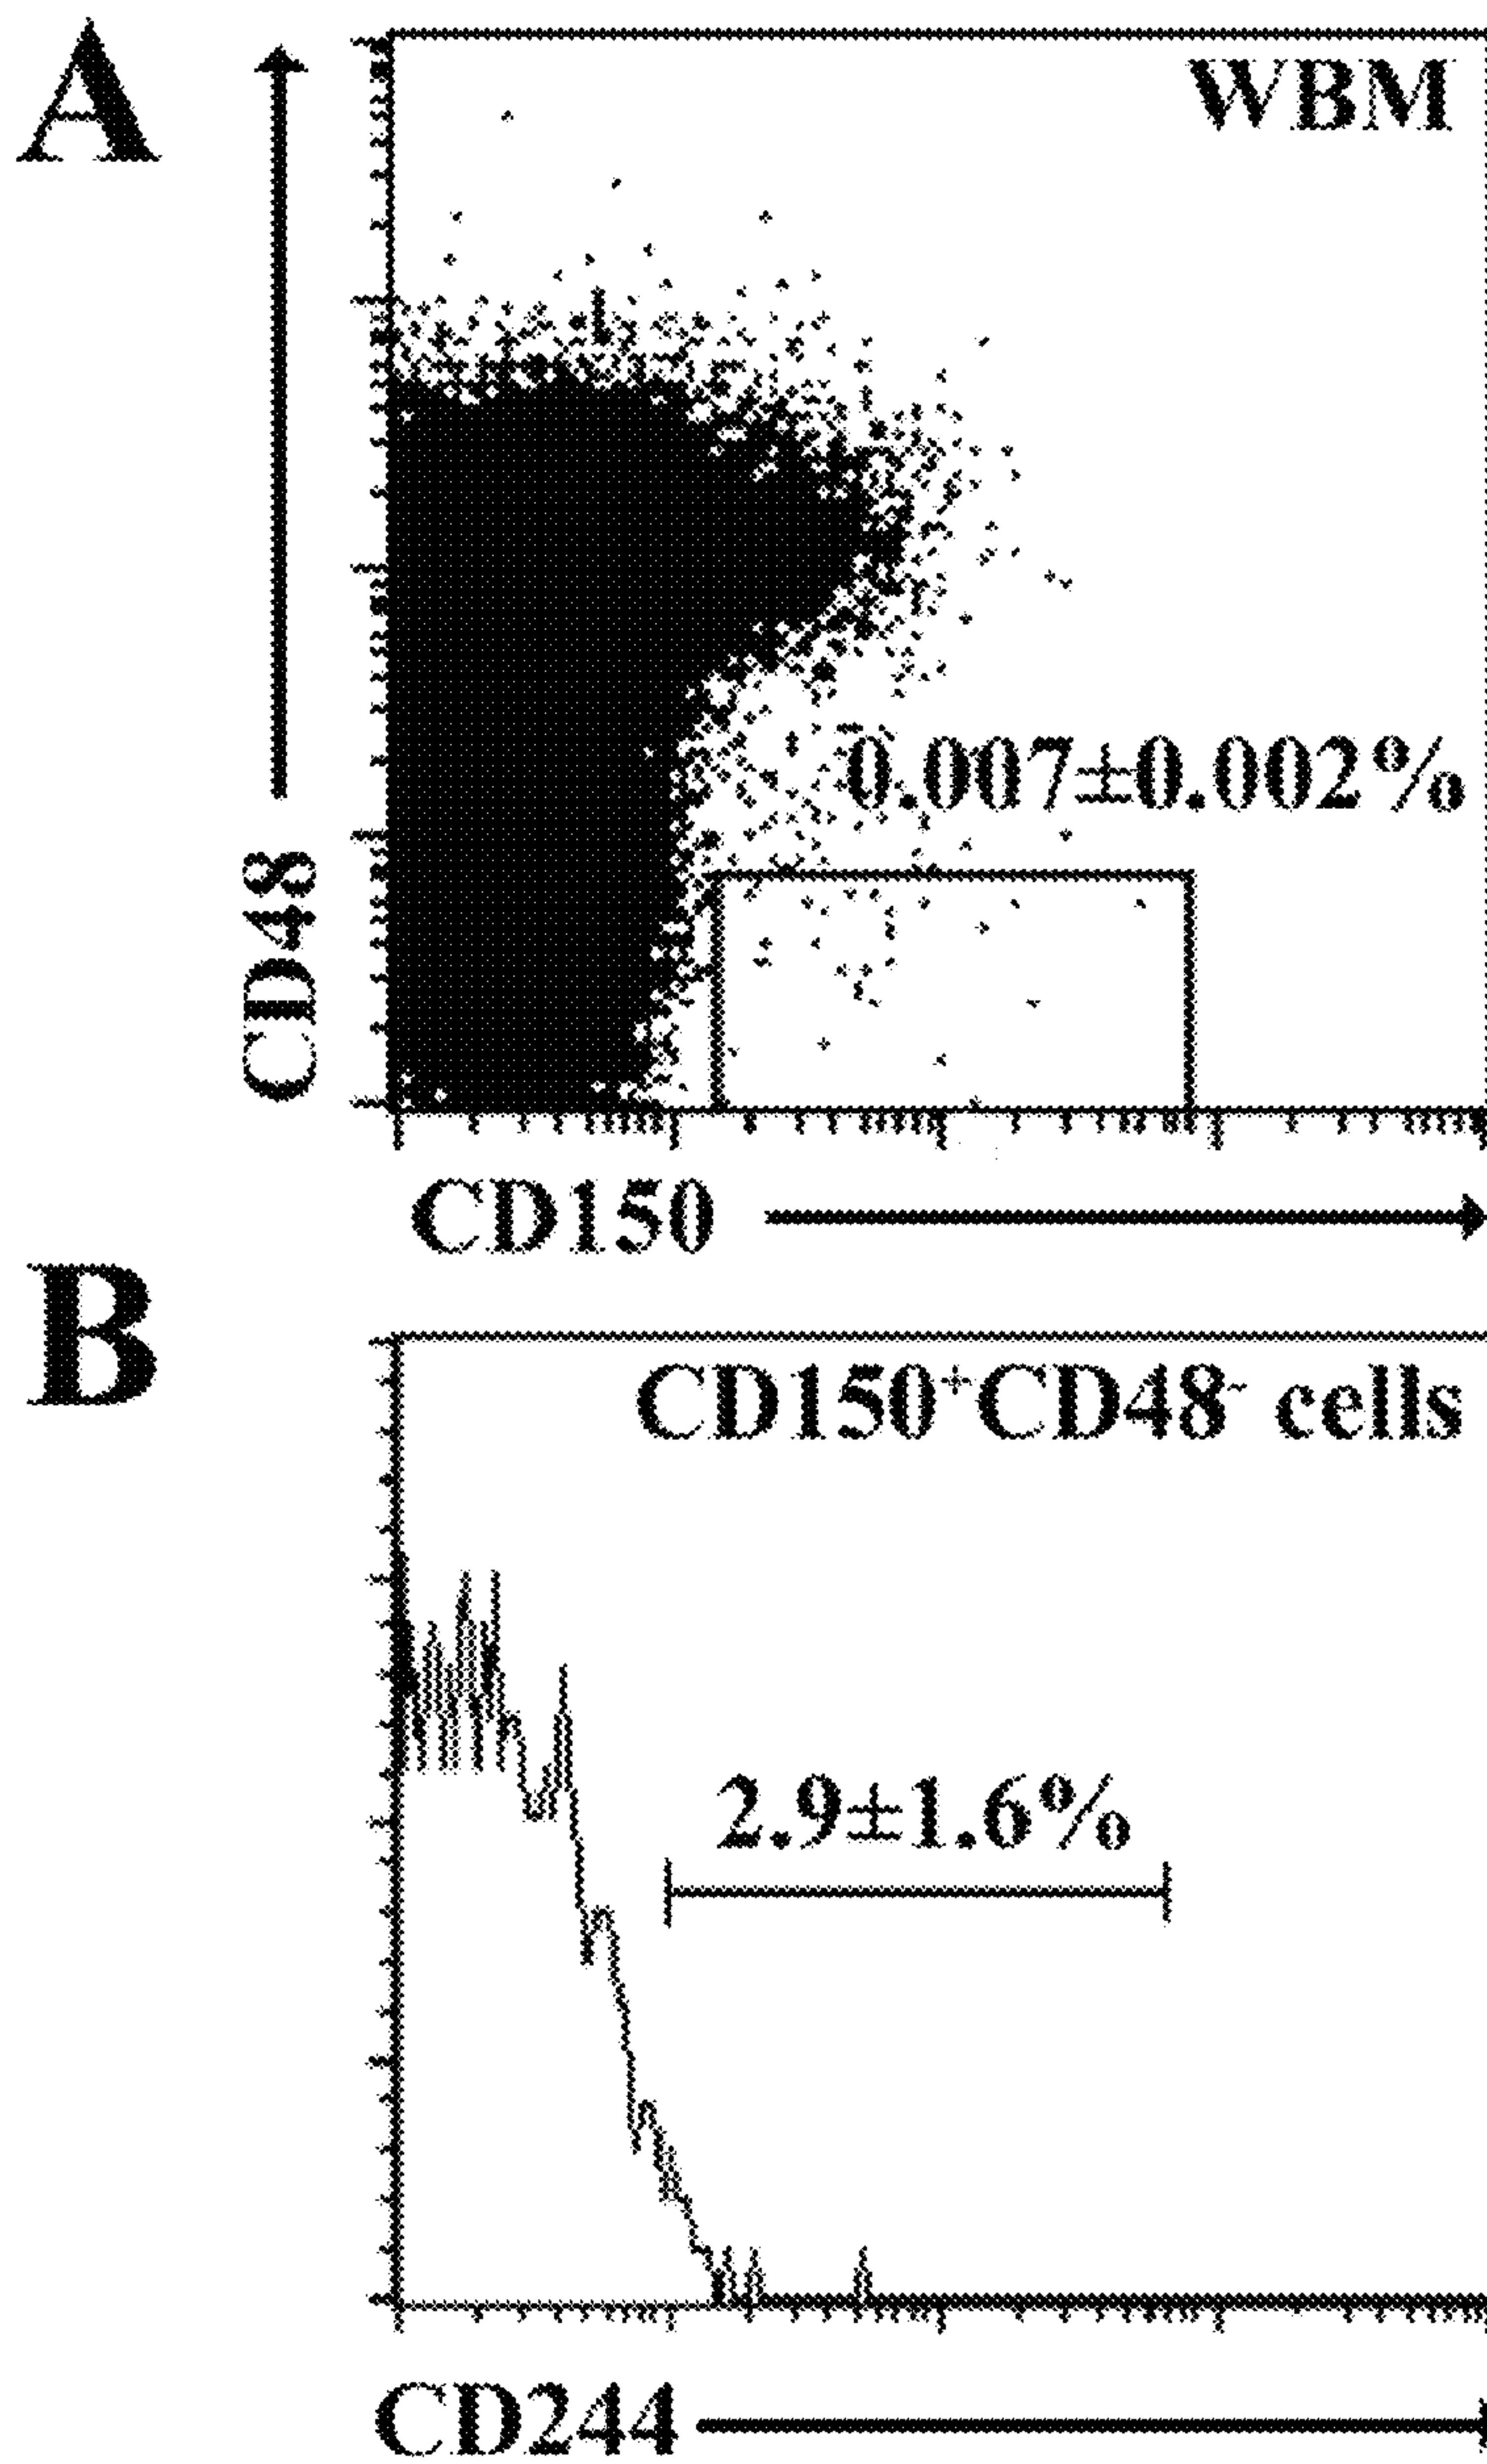 A
WBM
0.007±0.002%
CD48
CD150
B
CD150⁺CD48⁻ cells
2.9±1.6%
CD244